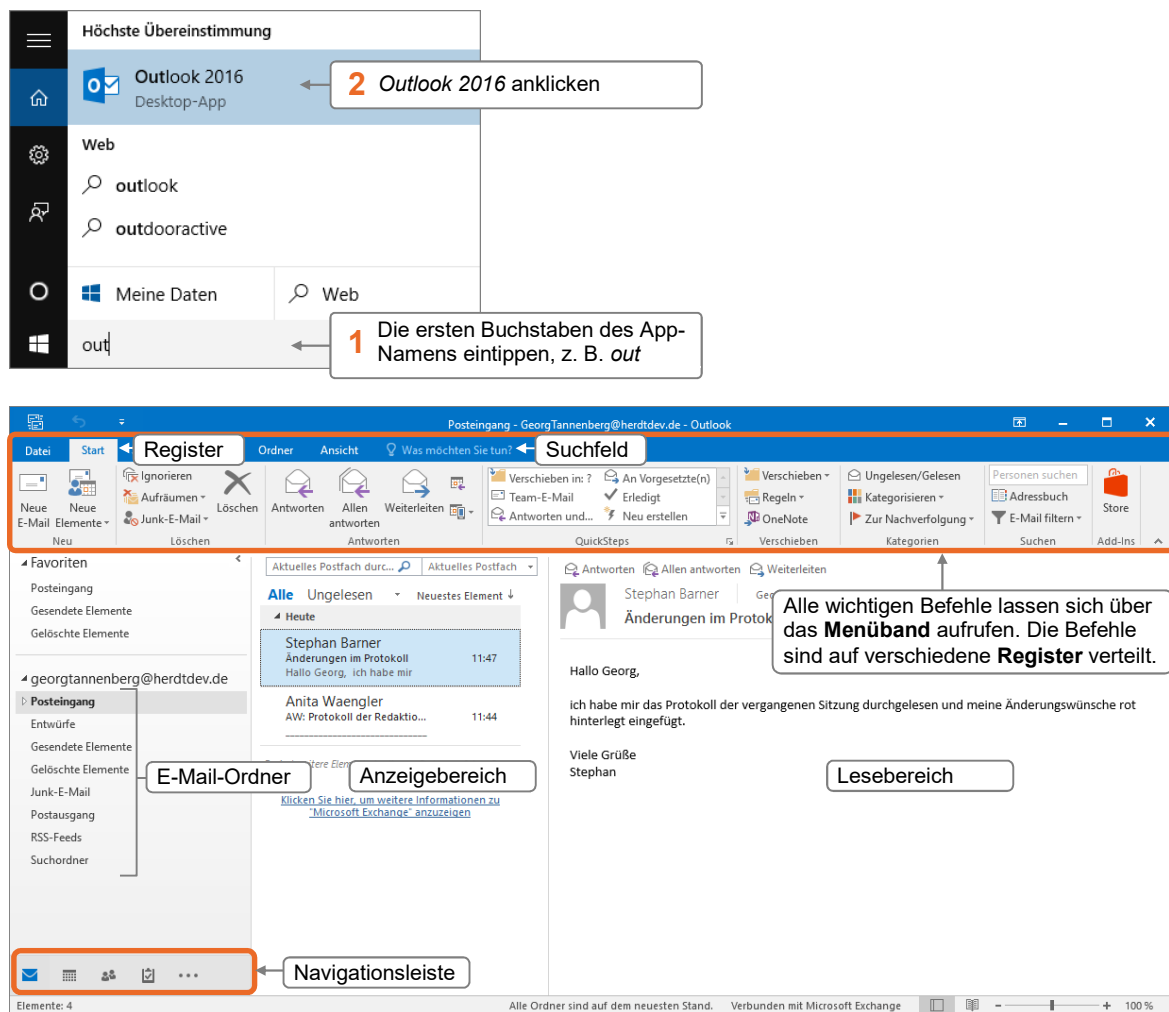 Höchste Übereinstimmung
Outlook 2016
Desktop-App
2 Outlook 2016 anklicken
Web
outlook
outdooractive
Meine Daten
Web
out
1 Die ersten Buchstaben des App-
Namens eintippen, z. B. out
Posteingang - GeorgTannenberg@herdtdev.de - Outlook
Datei
Start
Register
Ordner
Ansicht
Was möchten Sie tun?
Suchfeld
Neue
E-Mail
Neue
Elemente
Neu
Ignorieren
Aufräumen
Junk-E-Mail
Löschen
Löschen
Antworten
Allen
antworten
Weiterleiten
Antworten
Verschieben in: ?
Team-E-Mail
Antworten und...
An Vorgesetzte(n)
Erledigt
Neu erstellen
QuickSteps
Verschieben
Regeln
OneNote
Verschieben
Ungelesen/Gelesen
Kategorisieren
Zur Nachverfolgung
Kategorien
Personen suchen
Adressbuch
E-Mail filtern
Suchen
Store
Add-Ins
Favoriten
Posteingang
Gesendete Elemente
Gelöschte Elemente
georgtannenberg@herdtdev.de
Posteingang
Entwürfe
Gesendete Elemente
Gelöschte Elemente
Junk-E-Mail
Postausgang
RSS-Feeds
Suchordner
E-Mail-Ordner
Aktuelles Postfach durc...
Aktuelles Postfach
Alle Ungelesen Neuestes Element ↓
Heute
Stephan Barner
Änderungen im Protokoll 11:47
Hallo Georg, ich habe mir
Anita Waengler
AW: Protokoll der Redaktio... 11:44
Anzeigebereich
Klicken Sie hier, um weitere Informationen zu
"Microsoft Exchange" anzuzeigen
Antworten Allen antworten Weiterleiten
Stephan Barner
Änderungen im
Alle wichtigen Befehle lassen sich über
das Menüband aufrufen. Die Befehle
sind auf verschiedene Register verteilt.
Hallo Georg,
ich habe mir das Protokoll der vergangenen Sitzung durchgelesen und meine Änderungswünsche rot
hinterlegt eingefügt.
Viele Grüße
Stephan
Lesebereich
Navigationsleiste
Elemente: 4
Alle Ordner sind auf dem neuesten Stand.
Verbunden mit Microsoft Exchange
100 %